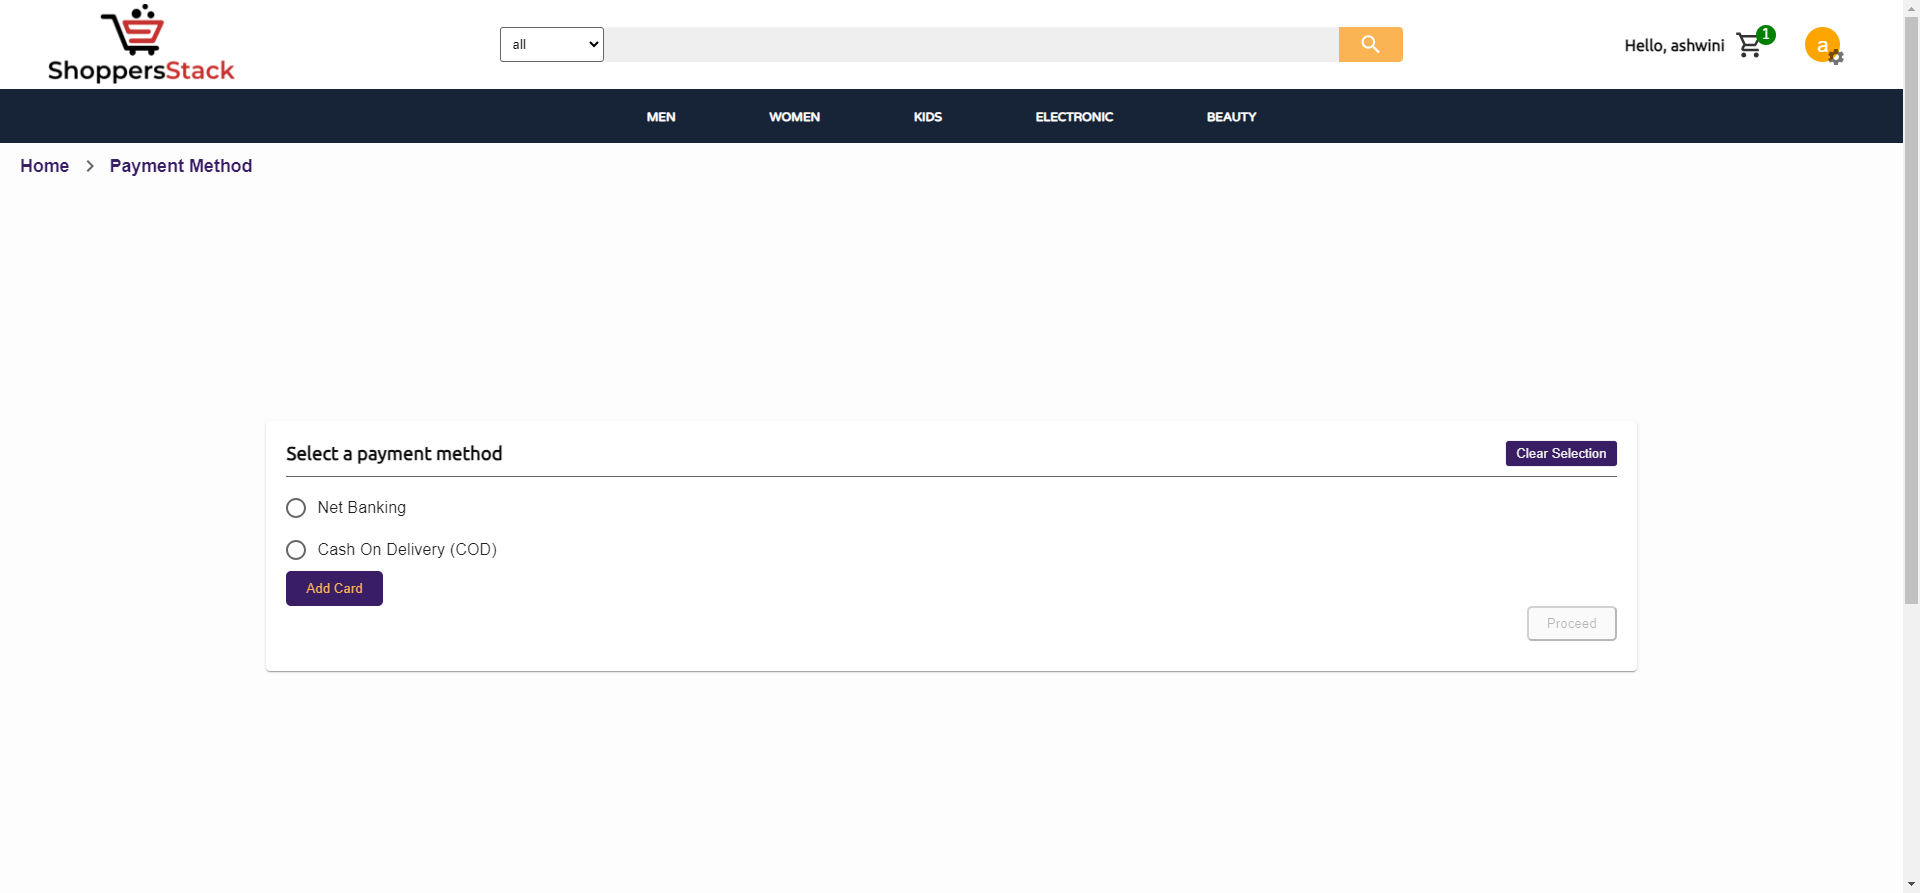 ShoppersStack
all
Hello, ashwini
1
a
MEN WOMEN KIDS ELECTRONIC BEAUTY
Home > Payment Method
Select a payment method
Clear Selection
Net Banking
Cash On Delivery (COD)
Add Card
Proceed